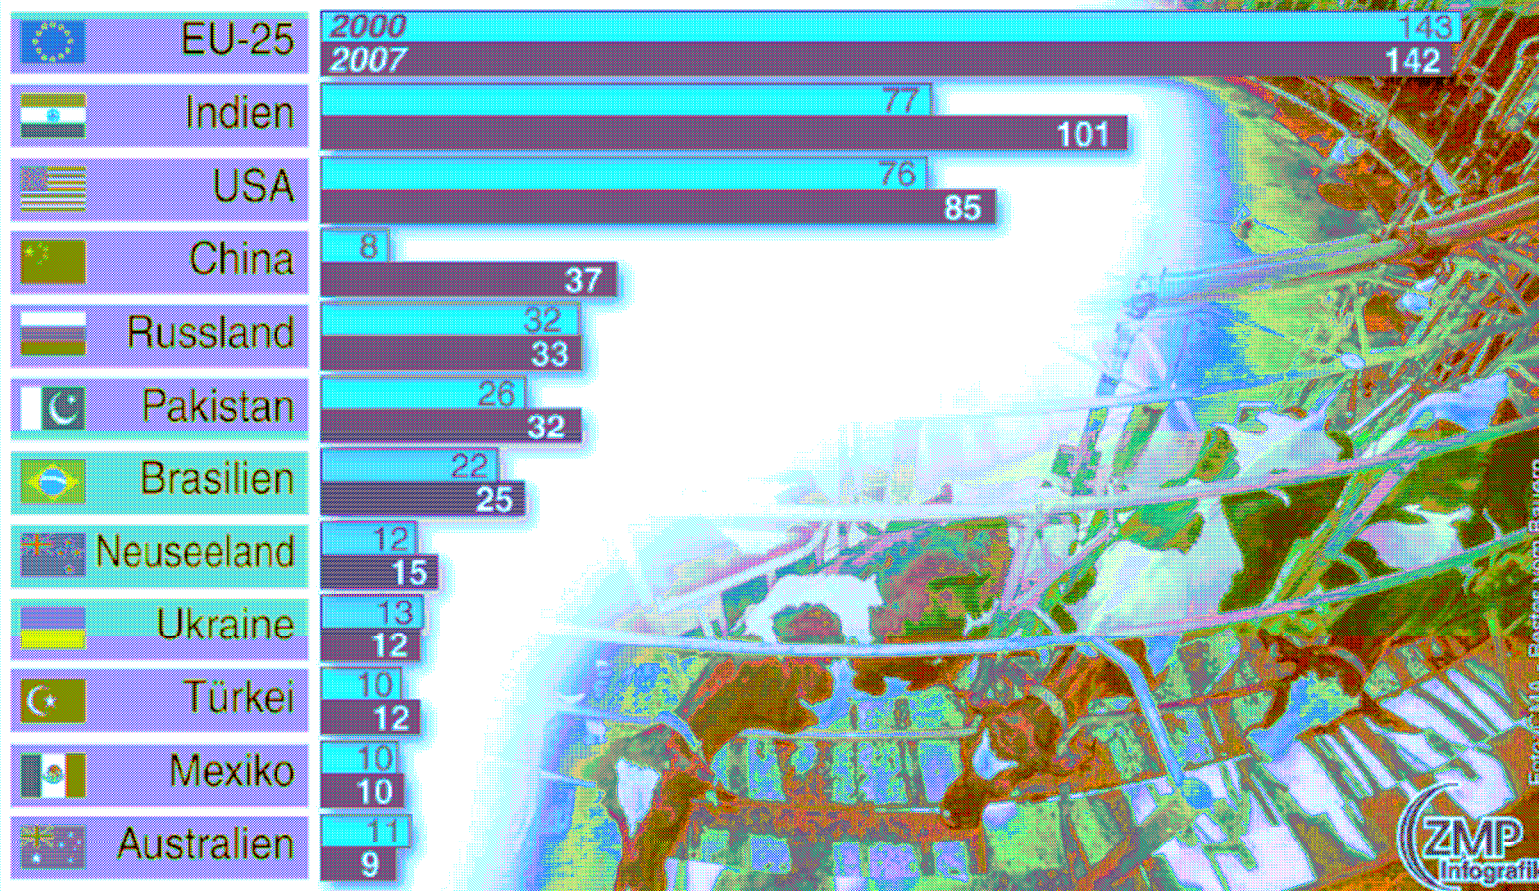 EU-25
2000
143
2007
142
Indien
77
101
USA
76
85
China
8
37
Russland
32
33
Pakistan
26
32
Brasilien
22
25
Neuseeland
12
15
Ukraine
13
12
Türkei
10
12
Mexiko
10
10
Australien
11
9
ZMP
Infografik